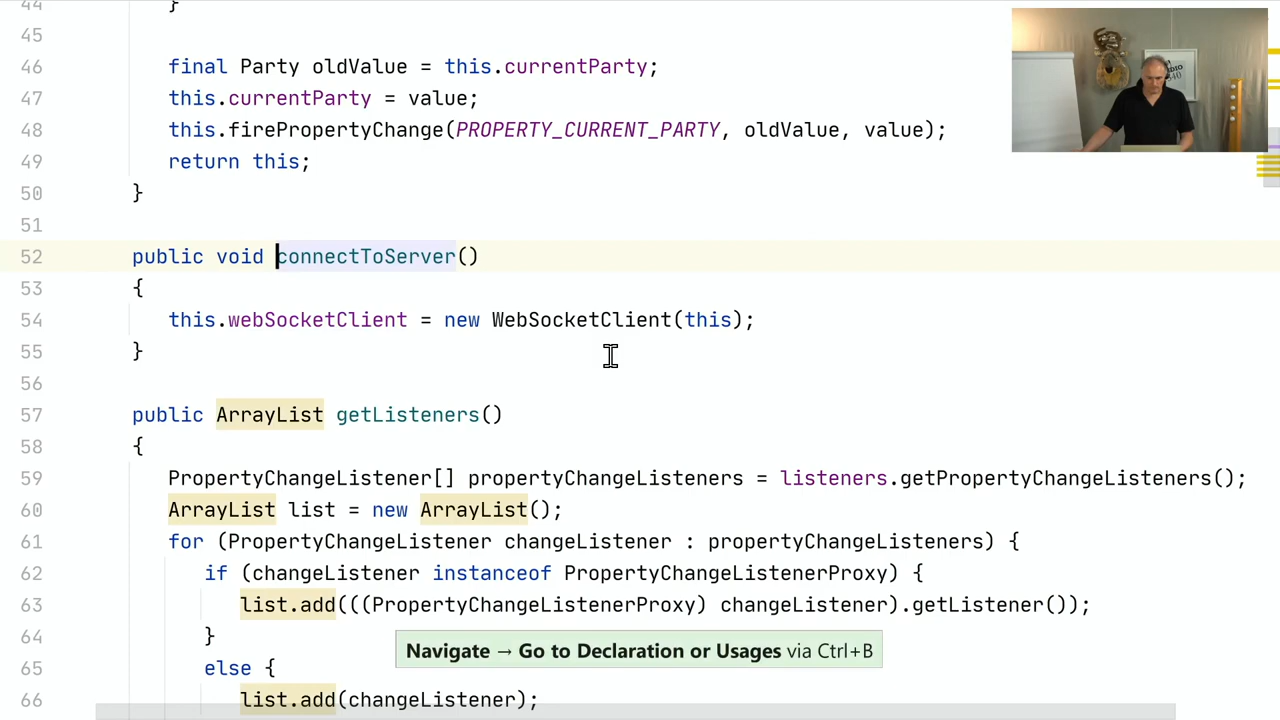 44 }
45
46 final Party oldValue = this.currentParty;
47 this.currentParty = value;
48 this.firePropertyChange(PROPERTY_CURRENT_PARTY, oldValue, value);
49 return this;
50 }
51
52 public void connectToServer()
53 {
54 this.webSocketClient = new WebSocketClient(this);
55 }
56
57 public ArrayList getListeners()
58 {
59 PropertyChangeListener[] propertyChangeListeners = listeners.getPropertyChangeListeners();
60 ArrayList list = new ArrayList();
61 for (PropertyChangeListener changeListener : propertyChangeListeners) {
62 if (changeListener instanceof PropertyChangeListenerProxy) {
63 list.add(((PropertyChangeListenerProxy) changeListener).getListener());
64 }
65 else {
66 list.add(changeListener);
Navigate → Go to Declaration or Usages via Ctrl+B